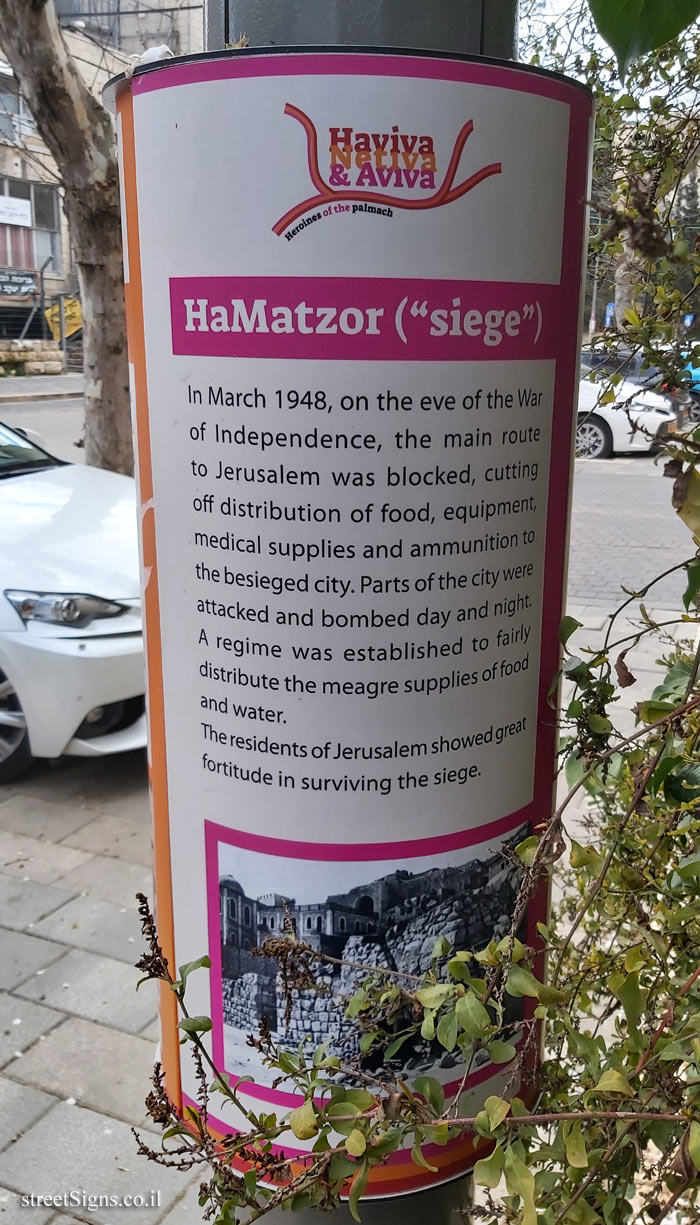 Haviva
Netiva
& Aviva
Heroines of the palmach
HaMatzor (“siege”)
In March 1948, on the eve of the War
of Independence, the main route
to Jerusalem was blocked, cutting
off distribution of food, equipment,
medical supplies and ammunition to
the besieged city. Parts of the city were
attacked and bombed day and night.
A regime was established to fairly
distribute the meagre supplies of food
and water.
The residents of Jerusalem showed great
fortitude in surviving the siege.
streetSigns.co.il